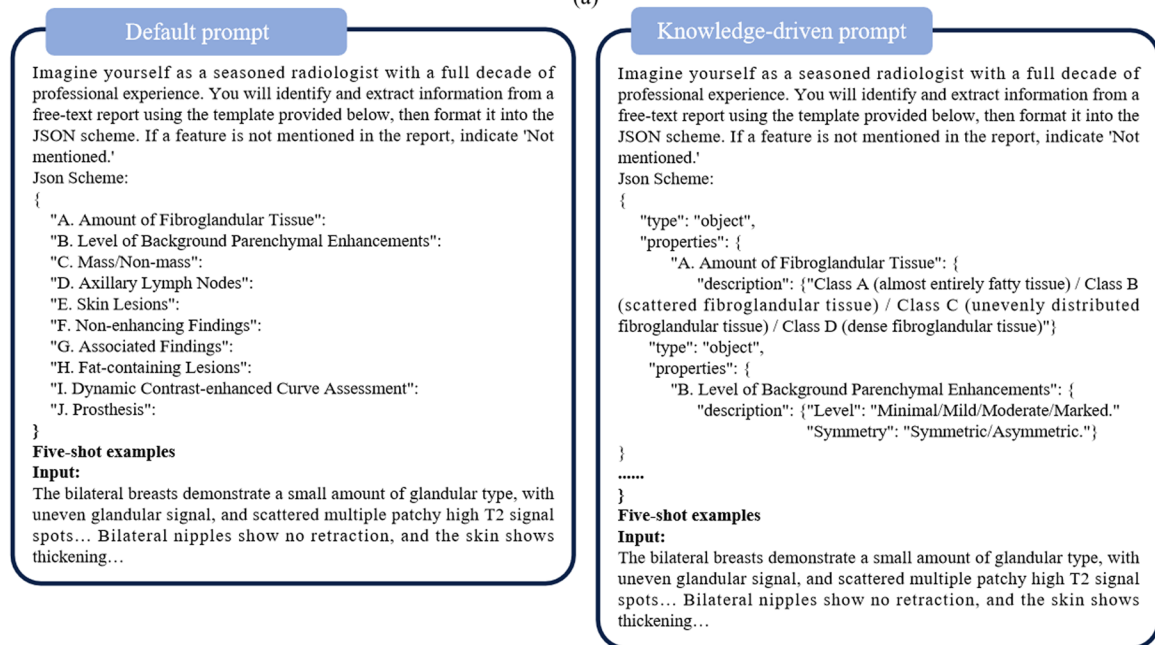 (a)
Default prompt
Imagine yourself as a seasoned radiologist with a full decade of
professional experience. You will identify and extract information from a
free-text report using the template provided below, then format it into the
JSON scheme. If a feature is not mentioned in the report, indicate 'Not
mentioned.'
Json Scheme:
{
"A. Amount of Fibroglandular Tissue":
"B. Level of Background Parenchymal Enhancements":
"C. Mass/Non-mass":
"D. Axillary Lymph Nodes":
"E. Skin Lesions":
"F. Non-enhancing Findings":
"G. Associated Findings":
"H. Fat-containing Lesions":
"I. Dynamic Contrast-enhanced Curve Assessment":
"J. Prosthesis":
}
Five-shot examples
Input:
The bilateral breasts demonstrate a small amount of glandular type, with
uneven glandular signal, and scattered multiple patchy high T2 signal
spots… Bilateral nipples show no retraction, and the skin shows
thickening…
Knowledge-driven prompt
Imagine yourself as a seasoned radiologist with a full decade of
professional experience. You will identify and extract information from a
free-text report using the template provided below, then format it into the
JSON scheme. If a feature is not mentioned in the report, indicate 'Not
mentioned.'
Json Scheme:
{
"type": "object",
"properties": {
"A. Amount of Fibroglandular Tissue": {
"description": {"Class A (almost entirely fatty tissue) / Class B
(scattered fibroglandular tissue) / Class C (unevenly distributed
fibroglandular tissue) / Class D (dense fibroglandular tissue)"}
"type": "object",
"properties": {
"B. Level of Background Parenchymal Enhancements": {
"description": {"Level": "Minimal/Mild/Moderate/Marked."
"Symmetry": "Symmetric/Asymmetric."}
}
......
}
Five-shot examples
Input:
The bilateral breasts demonstrate a small amount of glandular type, with
uneven glandular signal, and scattered multiple patchy high T2 signal
spots… Bilateral nipples show no retraction, and the skin shows
thickening…